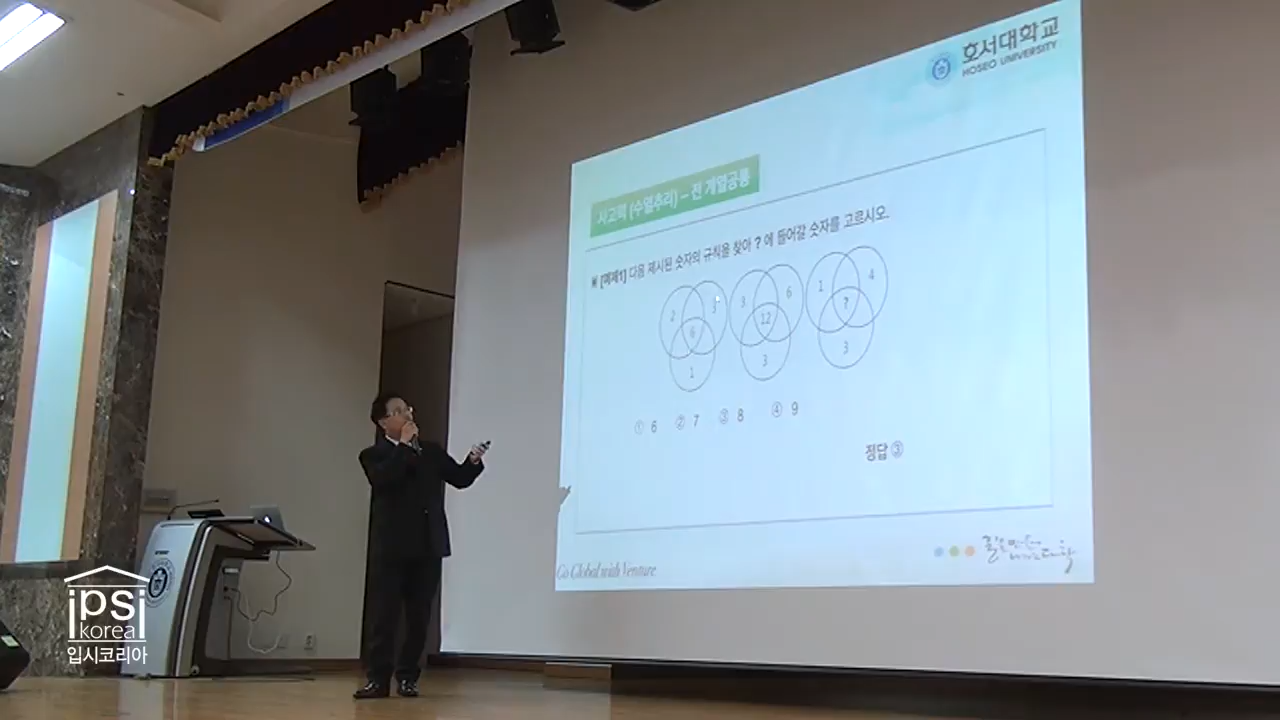 호서대학교
HOSEO UNIVERSITY
사고력 (수열추리) – 전 계열공통
※ [예제1] 다음 제시된 숫자의 규칙을 찾아 ? 에 들어갈 숫자를 고르시오.
2 3 6 1
3 6 12 3
1 4 ? 3
① 6 ② 7 ③ 8 ④ 9
정답 ③
Go Global with Venture
ipsi
korea
입시코리아